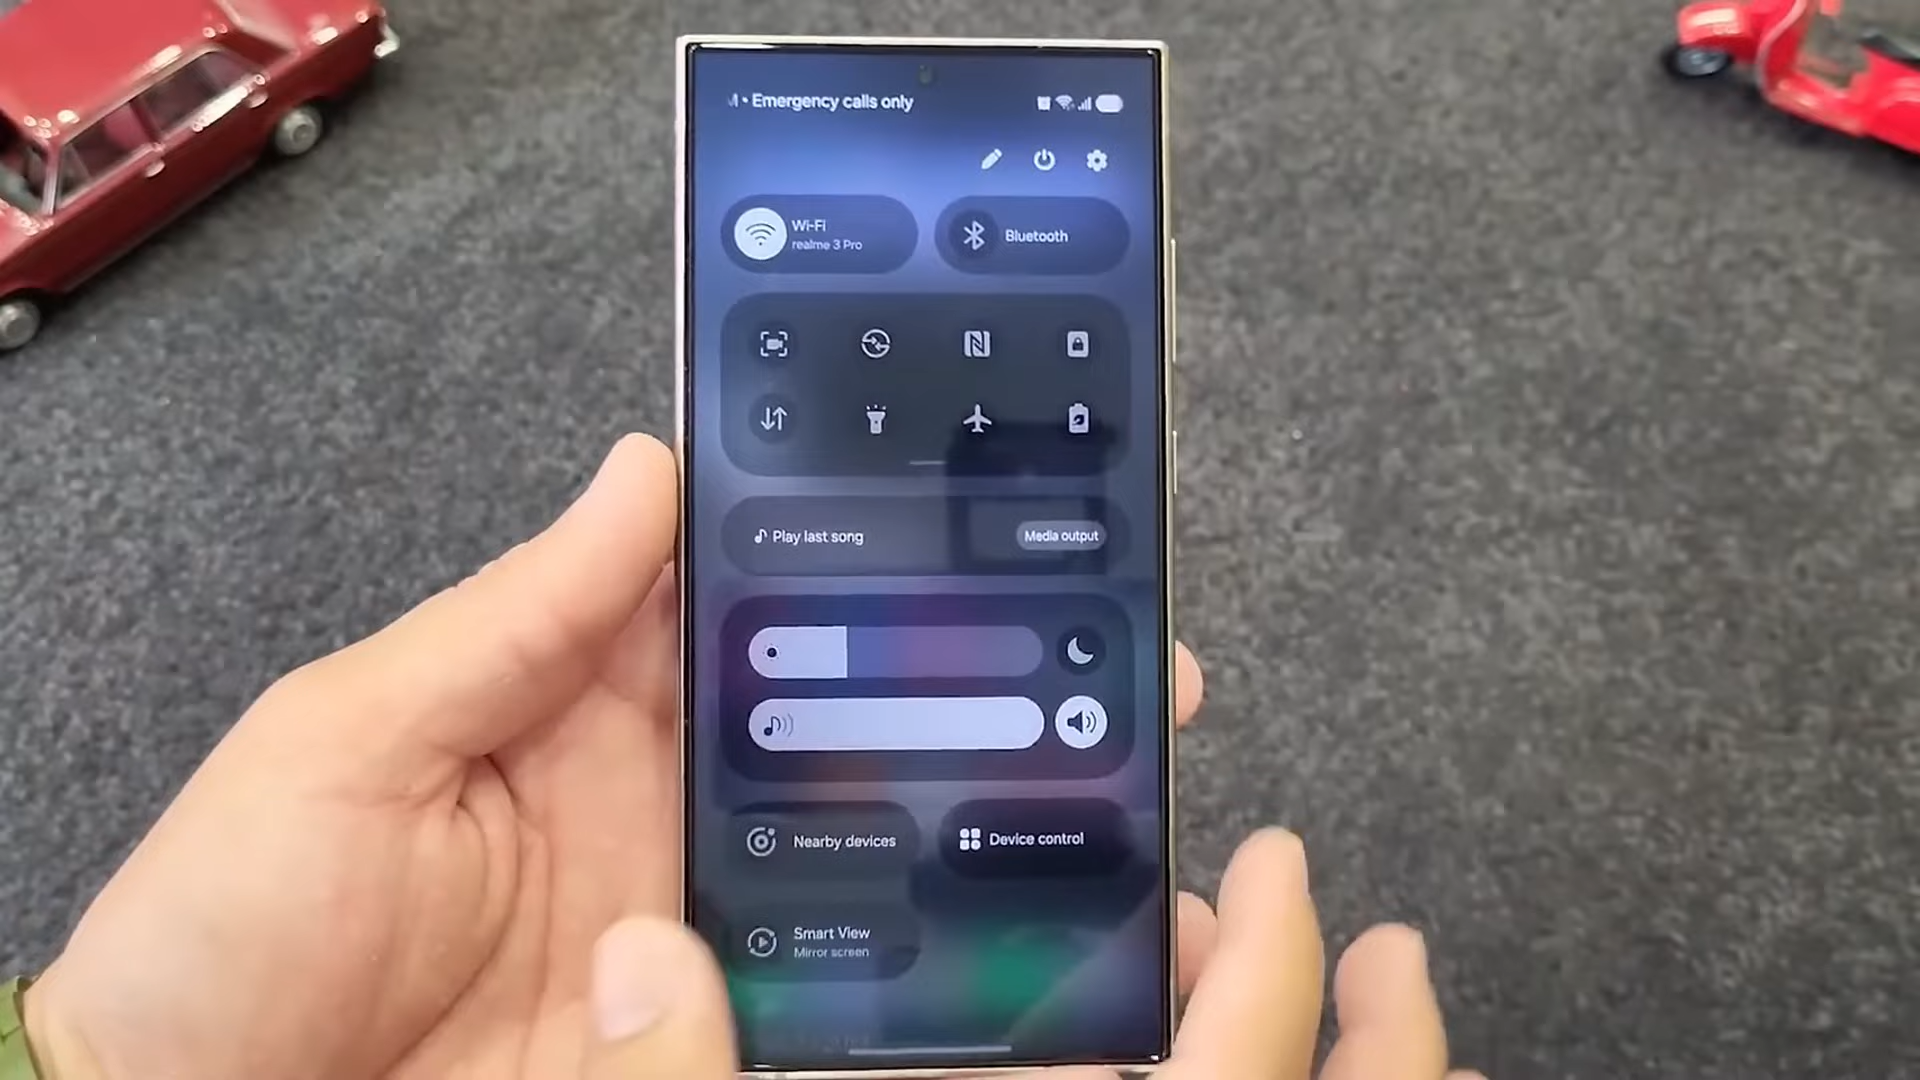 • Emergency calls only
Wi-Fi
realme 3 Pro
Bluetooth
Play last song
Media output
Nearby devices
Device control
Smart View
Mirror screen